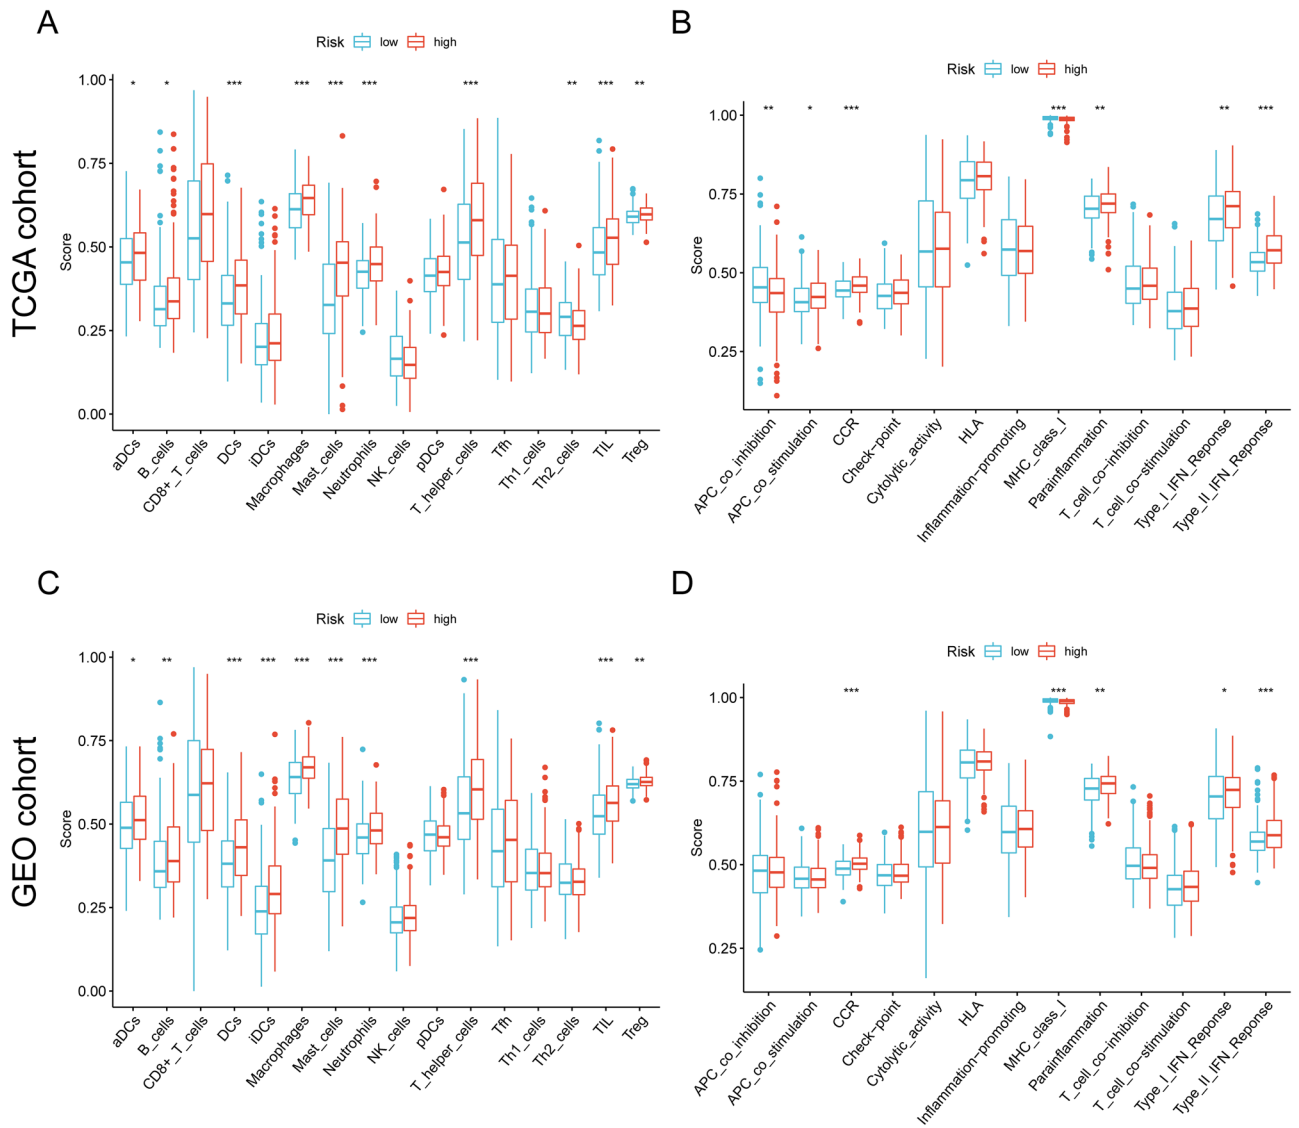 A
Risk low high
TCGA cohort
Score
1.00
0.75
0.50
0.25
0.00
* * *** *** *** *** *** ** *** **
aDCs
B_cells
CD8+_T_cells
DCs
iDCs
Macrophages
Mast_cells
Neutrophils
NK_cells
pDCs
T_helper_cells
Tfh
Th1_cells
Th2_cells
TIL
Treg
B
Risk low high
Score
1.00
0.75
0.50
0.25
** * *** *** ** ** ***
APC_co_inhibition
APC_co_stimulation
CCR
Check-point
Cytolytic_activity
HLA
Inflammation-promoting
MHC_class_I
Parainflammation
T_cell_co-inhibition
T_cell_co-stimulation
Type_I_IFN_Reponse
Type_II_IFN_Reponse
C
Risk low high
GEO cohort
Score
1.00
0.75
0.50
0.25
0.00
* ** *** *** *** *** *** *** *** **
aDCs
B_cells
CD8+_T_cells
DCs
iDCs
Macrophages
Mast_cells
Neutrophils
NK_cells
pDCs
T_helper_cells
Tfh
Th1_cells
Th2_cells
TIL
Treg
D
Risk low high
Score
1.00
0.75
0.50
0.25
*** *** ** * ***
APC_co_inhibition
APC_co_stimulation
CCR
Check-point
Cytolytic_activity
HLA
Inflammation-promoting
MHC_class_I
Parainflammation
T_cell_co-inhibition
T_cell_co-stimulation
Type_I_IFN_Reponse
Type_II_IFN_Reponse